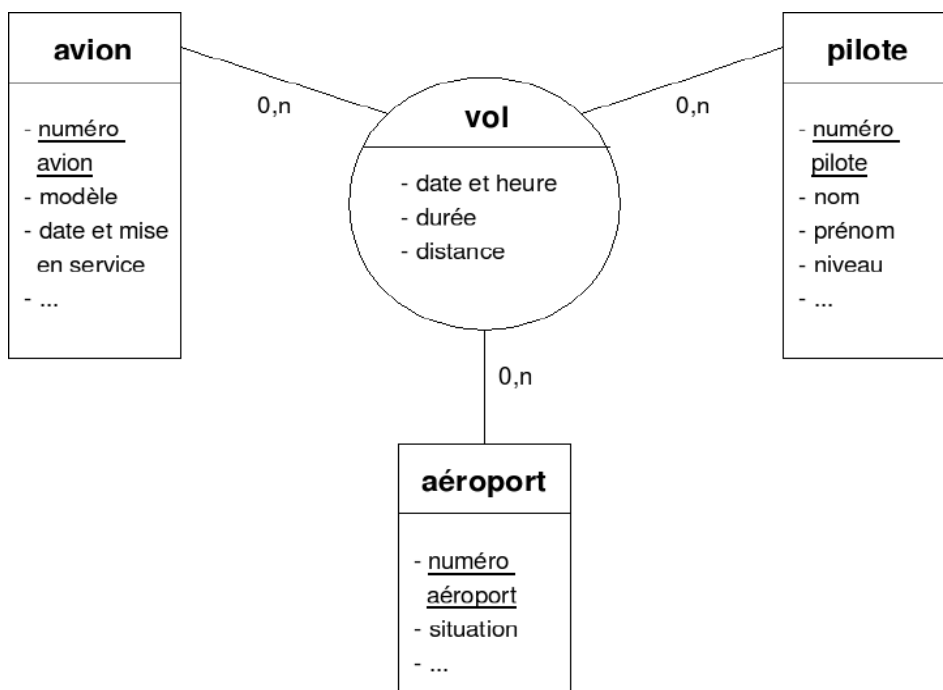 avion
- numéro
avion
- modèle
- date et mise
en service
- ...
0,n
vol
- date et heure
- durée
- distance
0,n
pilote
- numéro
pilote
- nom
- prénom
- niveau
- ...
0,n
aéroport
- numéro
aéroport
- situation
- ...